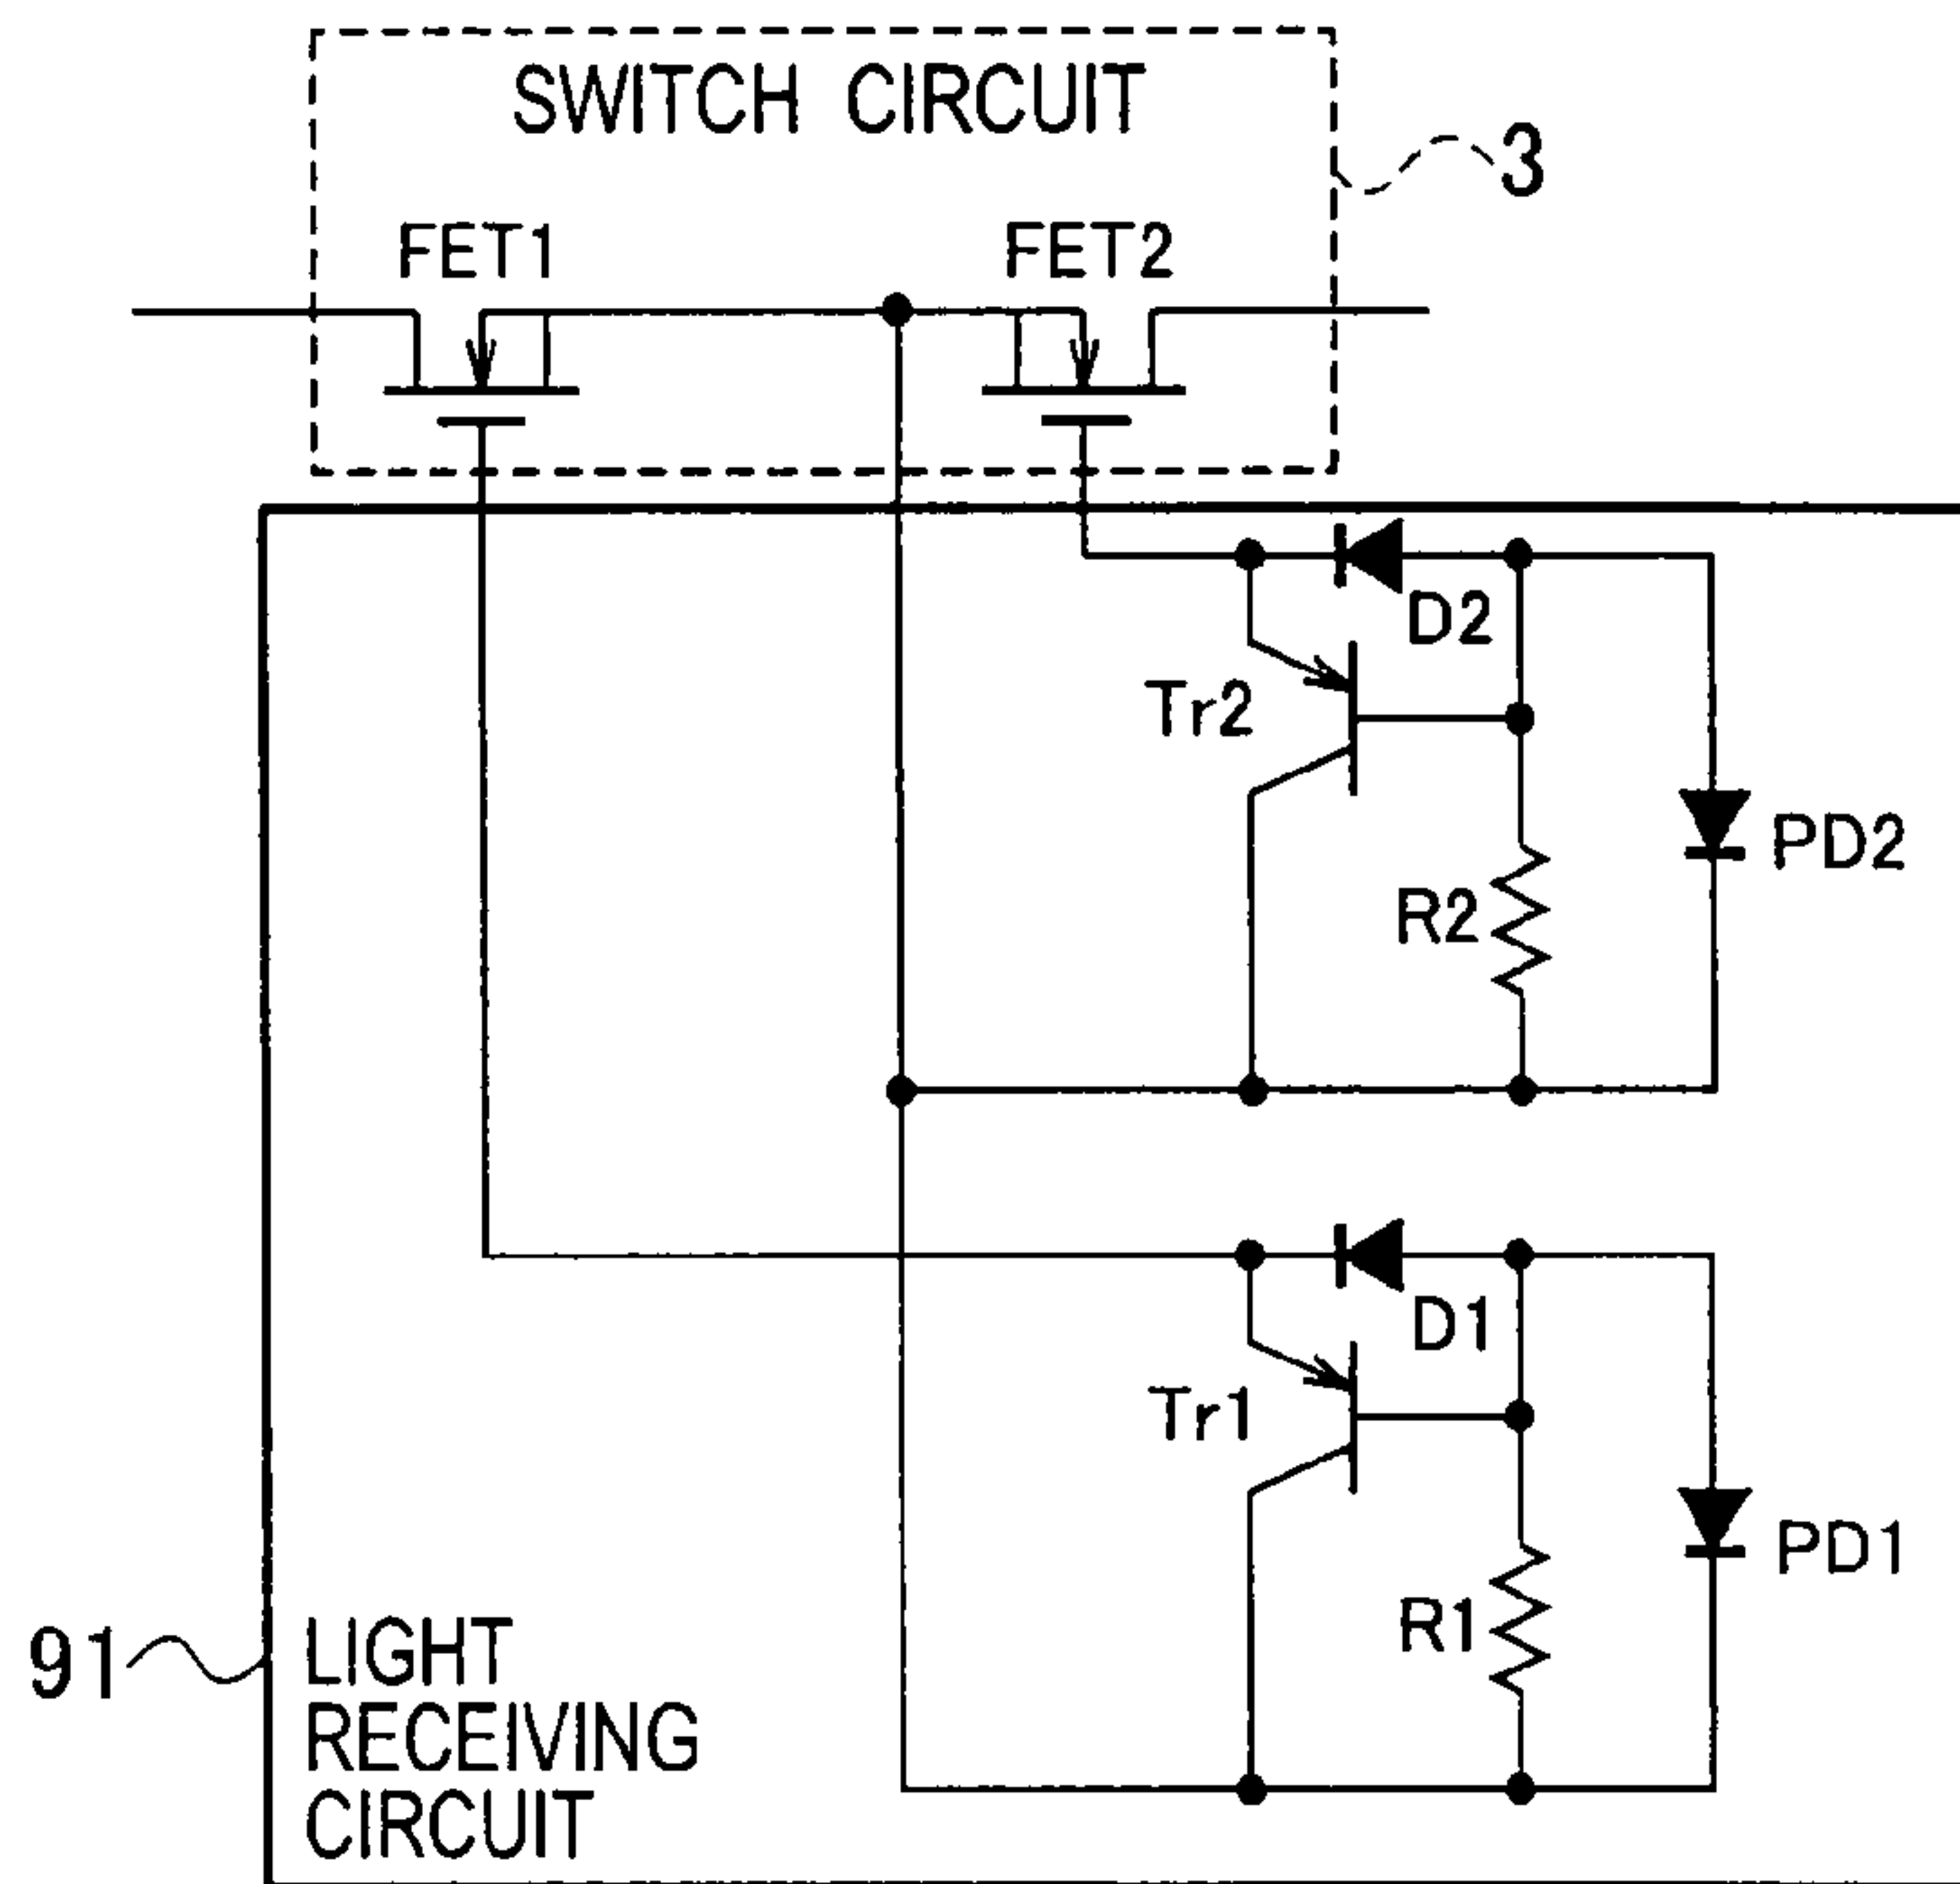 SWITCH CIRCUIT
3
FET1
FET2
D2
Tr2
PD2
R2
D1
Tr1
PD1
R1
91
LIGHT
RECEIVING
CIRCUIT